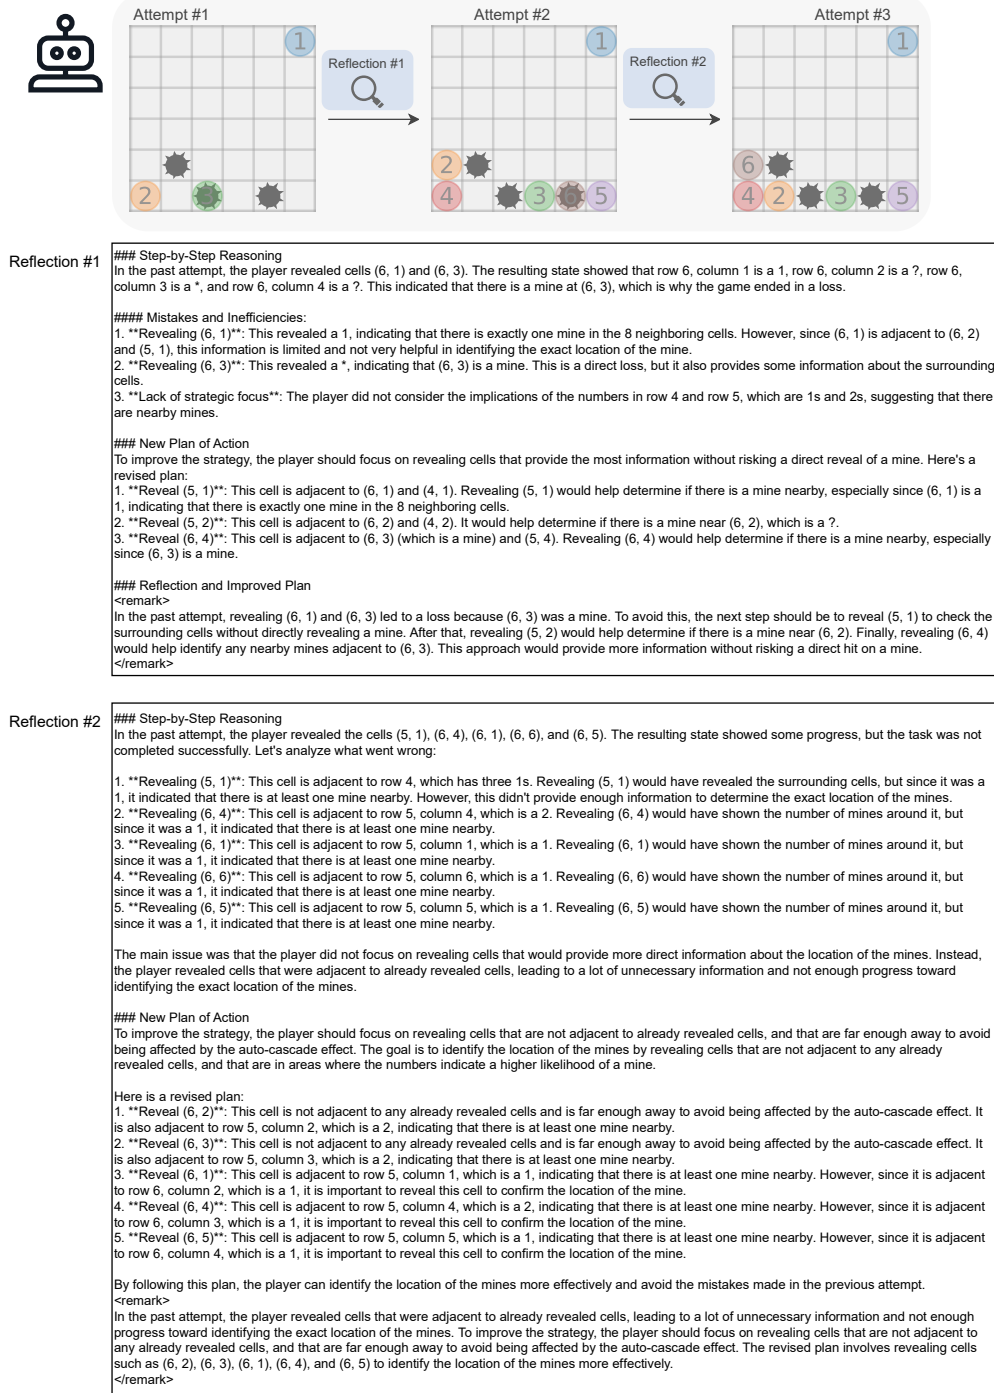 Attempt #1
Attempt #2
Attempt #3
1
1
1
Reflection #1
Reflection #2
2
6
2
3
4
3
6
5
4
2
3
5
Reflection #1
### Step-by-Step Reasoning
In the past attempt, the player revealed cells (6, 1) and (6, 3). The resulting state showed that row 6, column 1 is a 1, row 6, column 2 is a ?, row 6,
column 3 is a *, and row 6, column 4 is a ?. This indicated that there is a mine at (6, 3), which is why the game ended in a loss.
#### Mistakes and Inefficiencies:
1. **Revealing (6, 1)**: This revealed a 1, indicating that there is exactly one mine in the 8 neighboring cells. However, since (6, 1) is adjacent to (6, 2)
and (5, 1), this information is limited and not very helpful in identifying the exact location of the mine.
2. **Revealing (6, 3)**: This revealed a *, indicating that (6, 3) is a mine. This is a direct loss, but it also provides some information about the surrounding
cells.
3. **Lack of strategic focus**: The player did not consider the implications of the numbers in row 4 and row 5, which are 1s and 2s, suggesting that there
are nearby mines.
### New Plan of Action
To improve the strategy, the player should focus on revealing cells that provide the most information without risking a direct reveal of a mine. Here's a
revised plan:
1. **Reveal (5, 1)**: This cell is adjacent to (6, 1) and (4, 1). Revealing (5, 1) would help determine if there is a mine nearby, especially since (6, 1) is a
1, indicating that there is exactly one mine in the 8 neighboring cells.
2. **Reveal (5, 2)**: This cell is adjacent to (6, 2) and (4, 2). It would help determine if there is a mine near (6, 2), which is a ?.
3. **Reveal (6, 4)**: This cell is adjacent to (6, 3) (which is a mine) and (5, 4). Revealing (6, 4) would help determine if there is a mine nearby, especially
since (6, 3) is a mine.
### Reflection and Improved Plan
<remark>
In the past attempt, revealing (6, 1) and (6, 3) led to a loss because (6, 3) was a mine. To avoid this, the next step should be to reveal (5, 1) to check the
surrounding cells without directly revealing a mine. After that, revealing (5, 2) would help determine if there is a mine near (6, 2). Finally, revealing (6, 4)
would help identify any nearby mines adjacent to (6, 3). This approach would provide more information without risking a direct hit on a mine.
</remark>
Reflection #2
### Step-by-Step Reasoning
In the past attempt, the player revealed the cells (5, 1), (6, 4), (6, 1), (6, 6), and (6, 5). The resulting state showed some progress, but the task was not
completed successfully. Let's analyze what went wrong:
1. **Revealing (5, 1)**: This cell is adjacent to row 4, which has three 1s. Revealing (5, 1) would have revealed the surrounding cells, but since it was a
1, it indicated that there is at least one mine nearby. However, this didn't provide enough information to determine the exact location of the mines.
2. **Revealing (6, 4)**: This cell is adjacent to row 5, column 4, which is a 2. Revealing (6, 4) would have shown the number of mines around it, but
since it was a 1, it indicated that there is at least one mine nearby.
3. **Revealing (6, 1)**: This cell is adjacent to row 5, column 1, which is a 1. Revealing (6, 1) would have shown the number of mines around it, but
since it was a 1, it indicated that there is at least one mine nearby.
4. **Revealing (6, 6)**: This cell is adjacent to row 5, column 6, which is a 1. Revealing (6, 6) would have shown the number of mines around it, but
since it was a 1, it indicated that there is at least one mine nearby.
5. **Revealing (6, 5)**: This cell is adjacent to row 5, column 5, which is a 1. Revealing (6, 5) would have shown the number of mines around it, but
since it was a 1, it indicated that there is at least one mine nearby.
The main issue was that the player did not focus on revealing cells that would provide more direct information about the location of the mines. Instead,
the player revealed cells that were adjacent to already revealed cells, leading to a lot of unnecessary information and not enough progress toward
identifying the exact location of the mines.
### New Plan of Action
To improve the strategy, the player should focus on revealing cells that are not adjacent to already revealed cells, and that are far enough away to avoid
being affected by the auto-cascade effect. The goal is to identify the location of the mines by revealing cells that are not adjacent to any already
revealed cells, and that are in areas where the numbers indicate a higher likelihood of a mine.
Here is a revised plan:
1. **Reveal (6, 2)**: This cell is not adjacent to any already revealed cells and is far enough away to avoid being affected by the auto-cascade effect. It
is also adjacent to row 5, column 2, which is a 2, indicating that there is at least one mine nearby.
2. **Reveal (6, 3)**: This cell is not adjacent to any already revealed cells and is far enough away to avoid being affected by the auto-cascade effect. It
is also adjacent to row 5, column 3, which is a 2, indicating that there is at least one mine nearby.
3. **Reveal (6, 1)**: This cell is adjacent to row 5, column 1, which is a 1, indicating that there is at least one mine nearby. However, since it is adjacent
to row 6, column 2, which is a 1, it is important to reveal this cell to confirm the location of the mine.
4. **Reveal (6, 4)**: This cell is adjacent to row 5, column 4, which is a 2, indicating that there is at least one mine nearby. However, since it is adjacent
to row 6, column 3, which is a 1, it is important to reveal this cell to confirm the location of the mine.
5. **Reveal (6, 5)**: This cell is adjacent to row 5, column 5, which is a 1, indicating that there is at least one mine nearby. However, since it is adjacent
to row 6, column 4, which is a 1, it is important to reveal this cell to confirm the location of the mine.
By following this plan, the player can identify the location of the mines more effectively and avoid the mistakes made in the previous attempt.
<remark>
In the past attempt, the player revealed cells that were adjacent to already revealed cells, leading to a lot of unnecessary information and not enough
progress toward identifying the exact location of the mines. To improve the strategy, the player should focus on revealing cells that are not adjacent to
any already revealed cells, and that are far enough away to avoid being affected by the auto-cascade effect. The revised plan involves revealing cells
such as (6, 2), (6, 3), (6, 1), (6, 4), and (6, 5) to identify the location of the mines more effectively.
</remark>